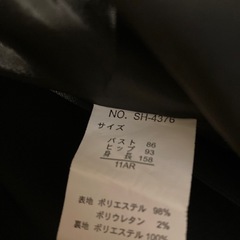 NO. SH-4376
サイズ
バスト 86
ヒップ 93
身長 158
11AR
表地 ポリエステル 98%
ポリウレタン 2%
裏地 ポリエステル 100%